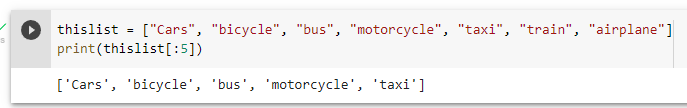 thislist = ["Cars", "bicycle", "bus", "motorcycle", "taxi", "train", "airplane"]
print(thislist[:5])
['Cars', 'bicycle', 'bus', 'motorcycle', 'taxi']